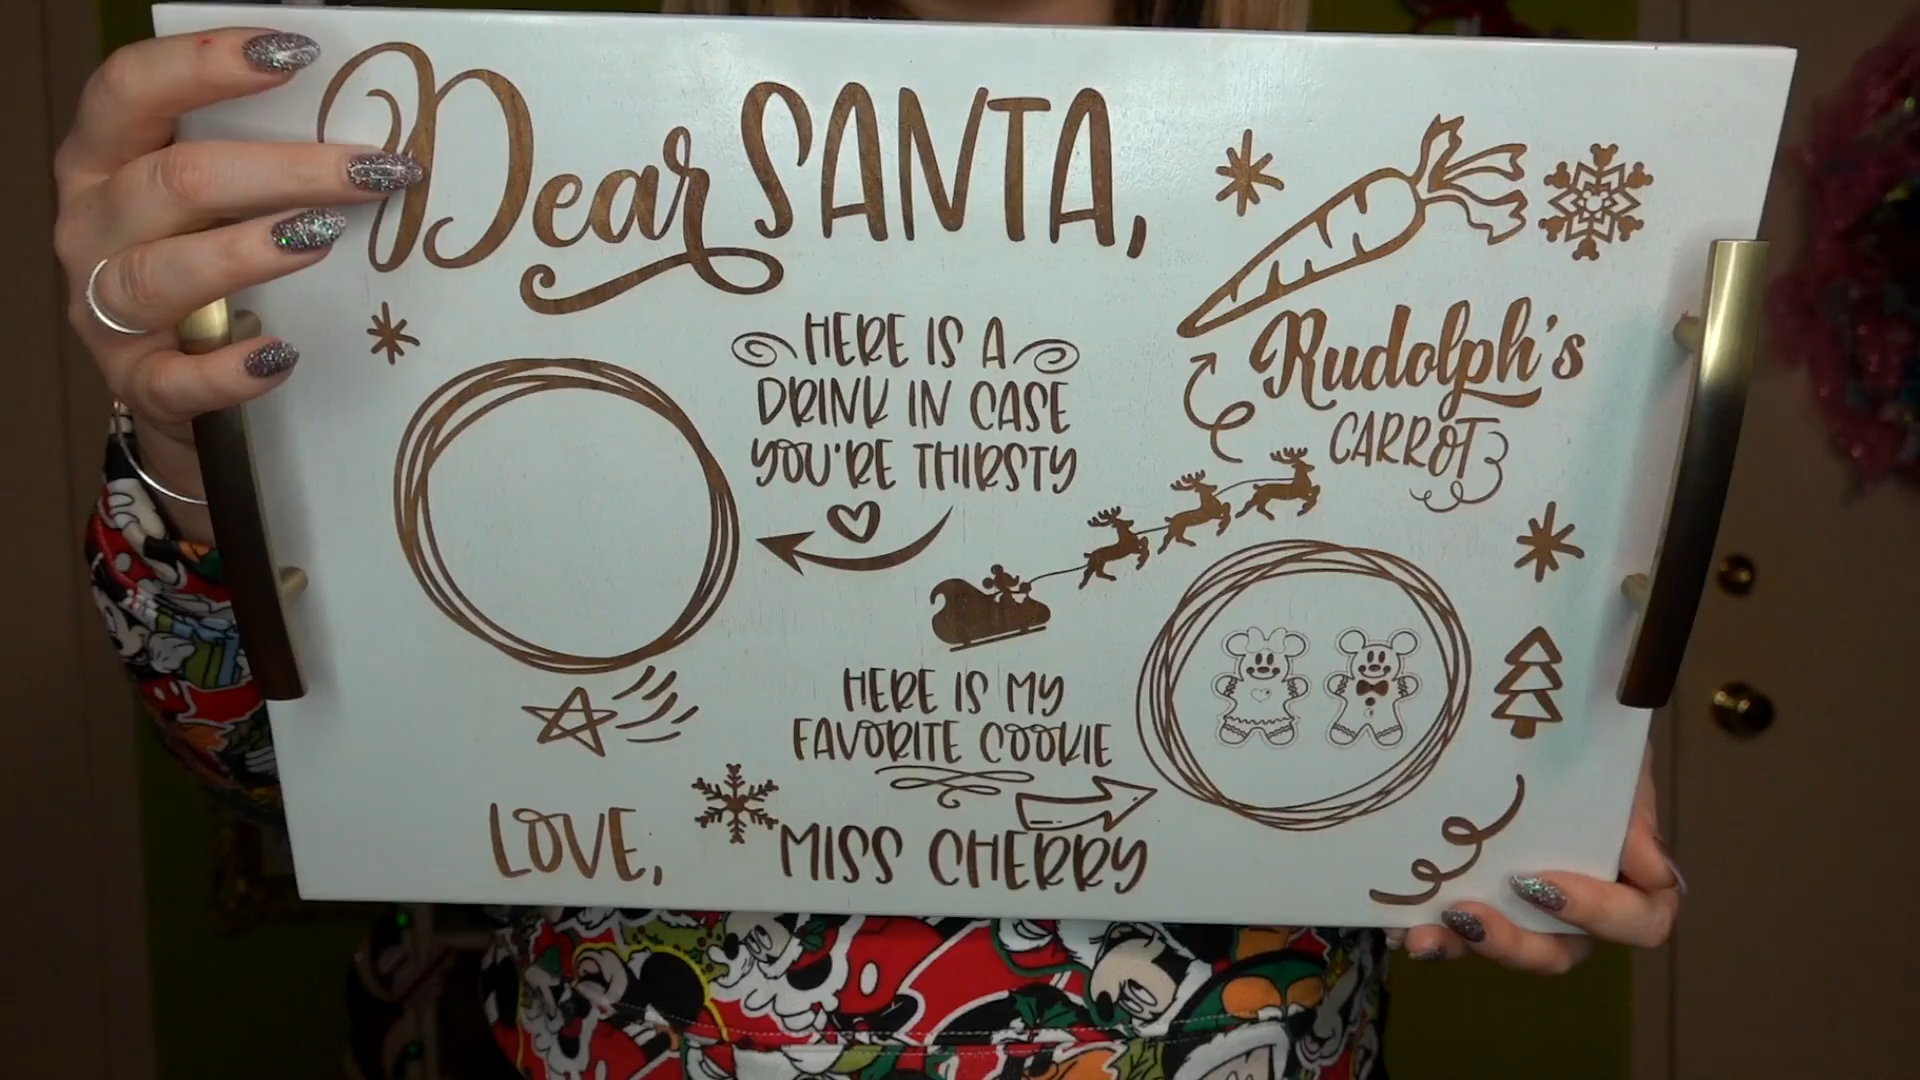 Dear SANTA,
HERE IS A
DRINK IN CASE
YOU'RE THIRSTY
Rudolph's
CARROT
HERE IS MY
FAVORITE COOKIE
LOVE, MISS CHERRY